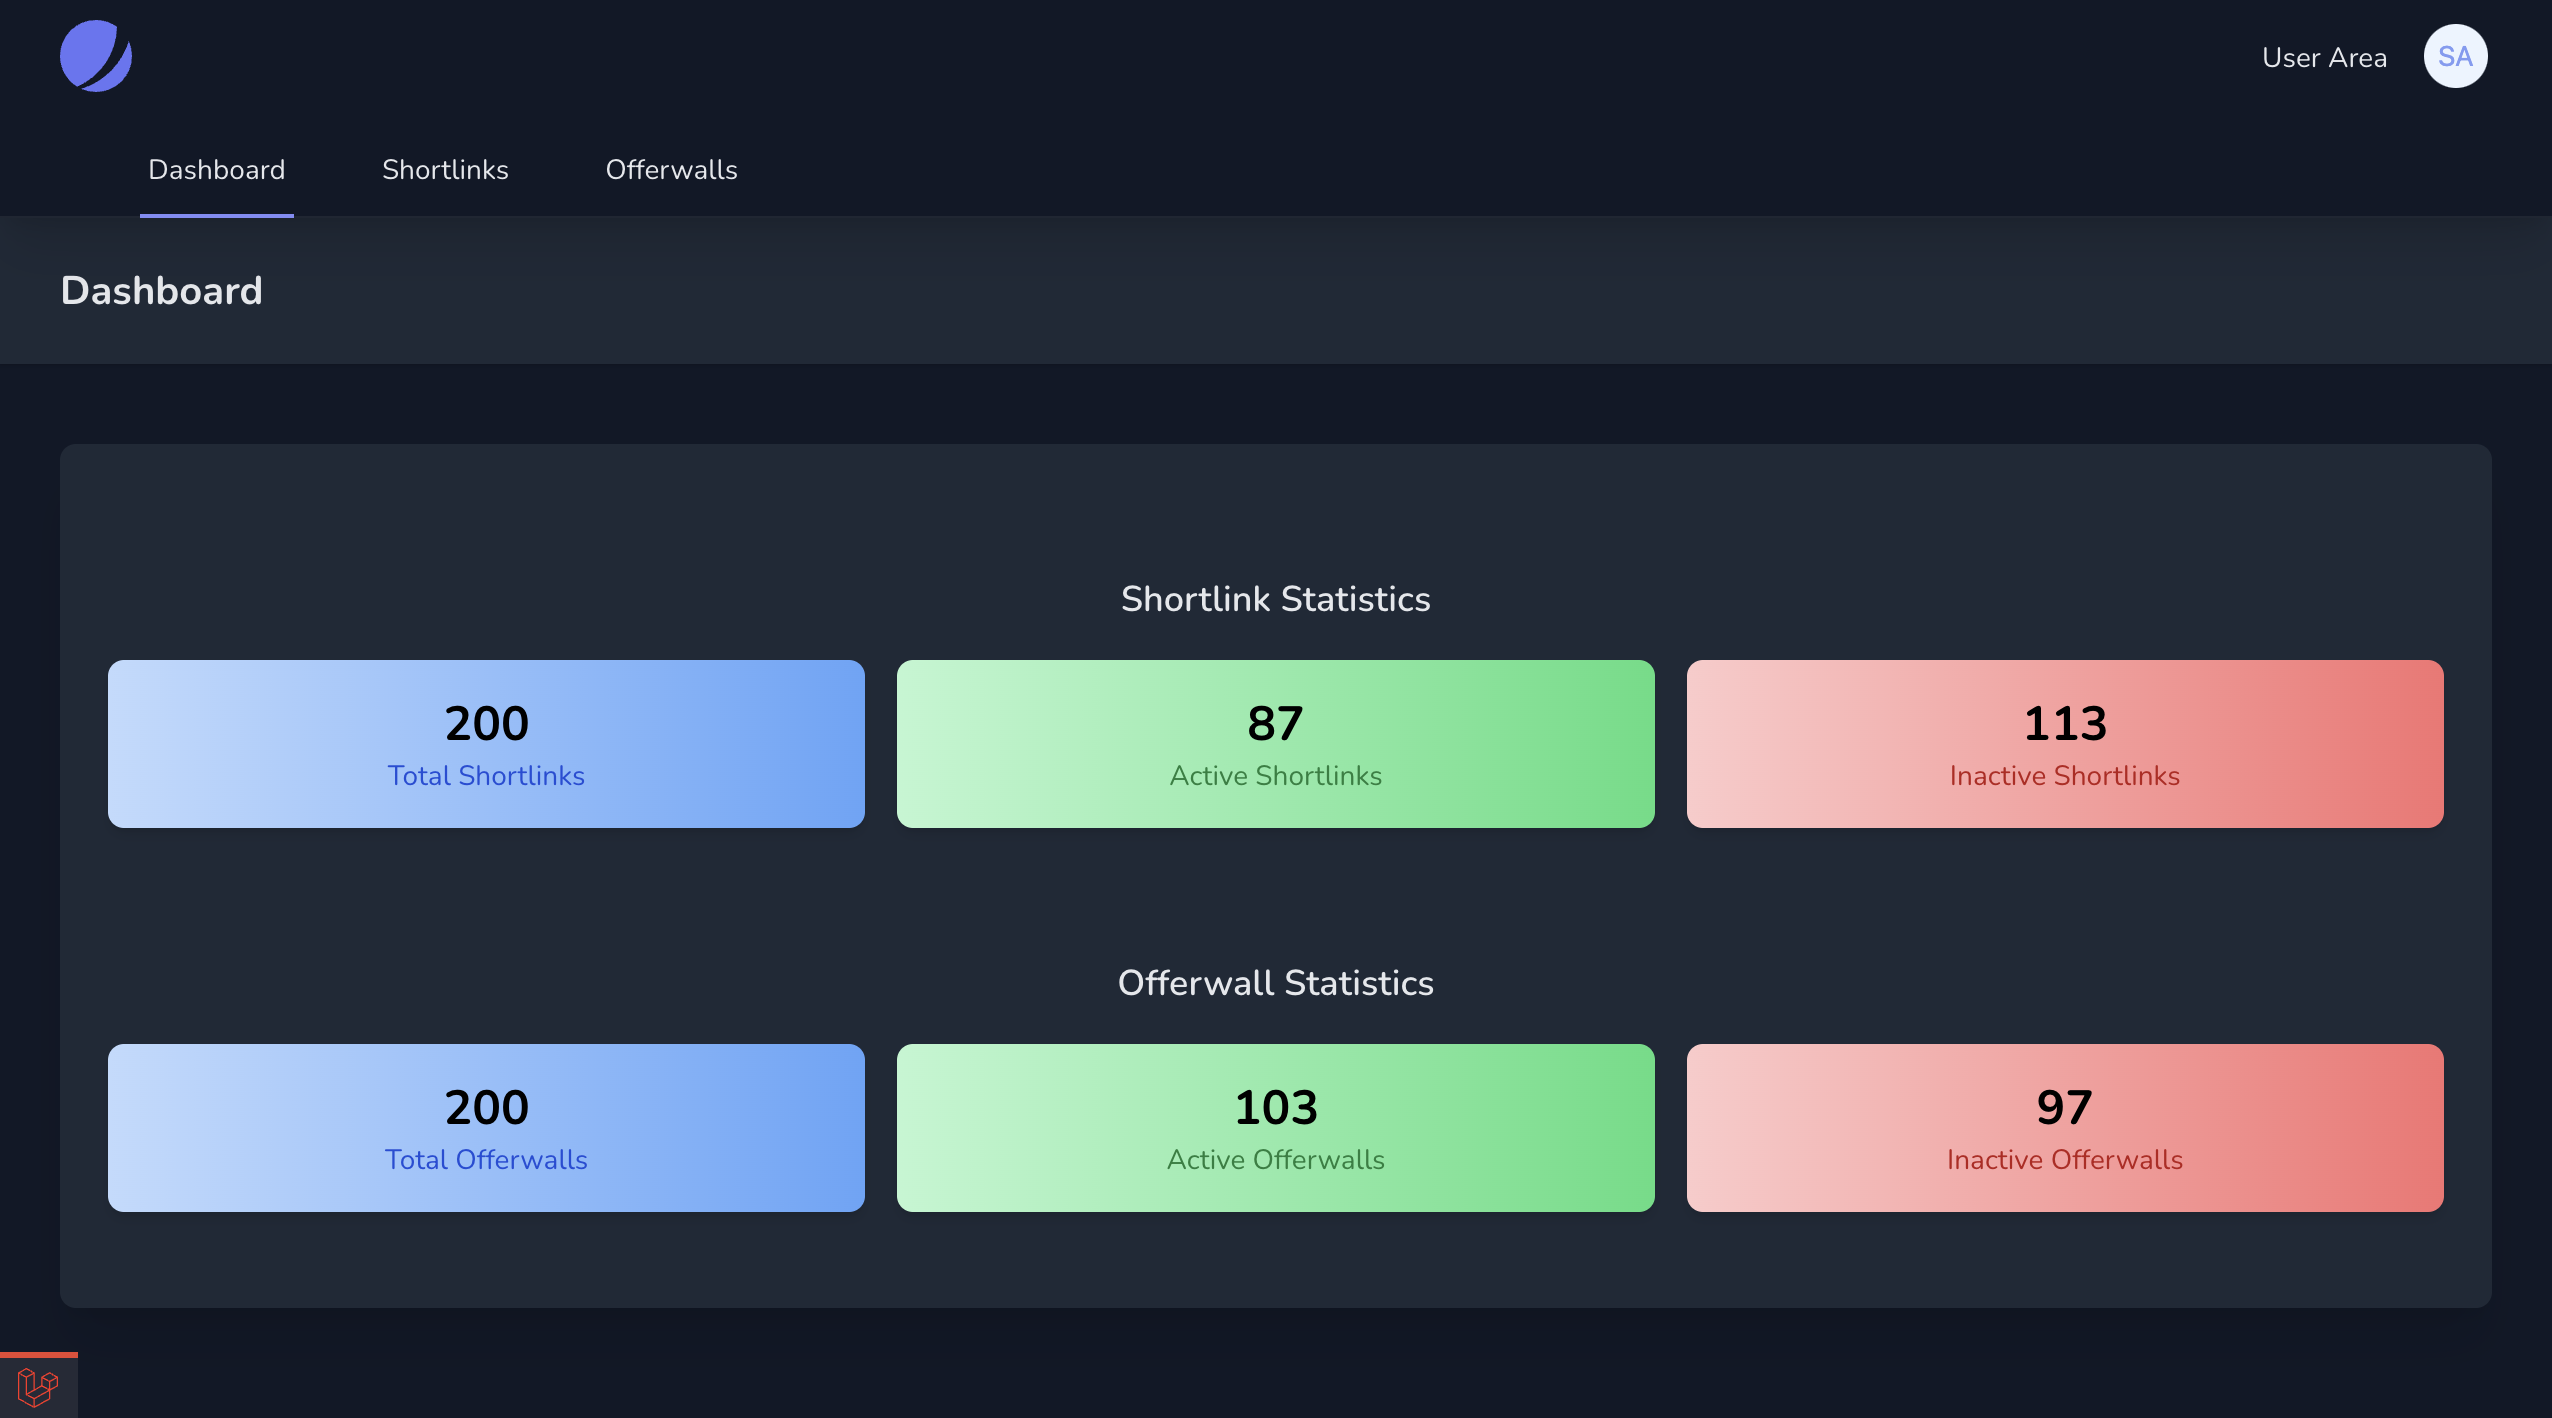 User Area SA
Dashboard Shortlinks Offerwalls
Dashboard
Shortlink Statistics
200 87 113
Total Shortlinks Active Shortlinks Inactive Shortlinks
Offerwall Statistics
200 103 97
Total Offerwalls Active Offerwalls Inactive Offerwalls